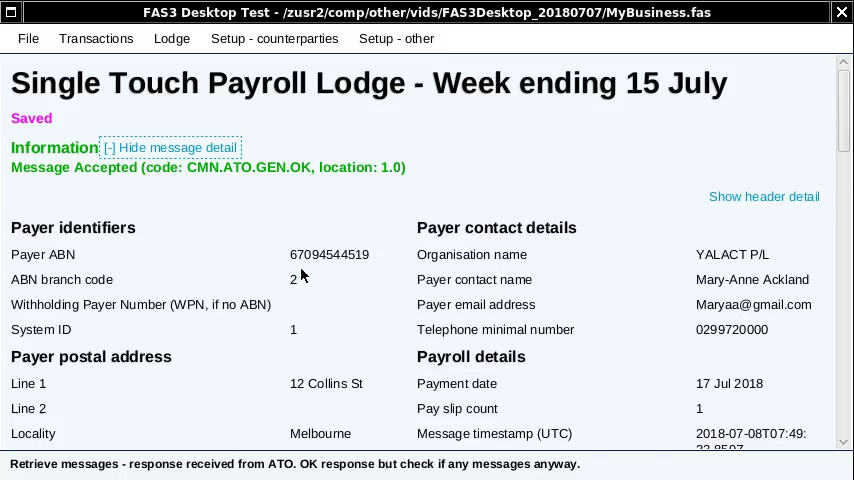 FAS3 Desktop Test - /zusr2/comp/other/vids/FAS3Desktop_20180707/MyBusiness.fas
File Transactions Lodge Setup - counterparties Setup - other
Single Touch Payroll Lodge - Week ending 15 July
Saved
Information [-] Hide message detail
Message Accepted (code: CMN.ATO.GEN.OK, location: 1.0)
Show header detail
Payer identifiers
Payer ABN 67094544519
ABN branch code 2
Withholding Payer Number (WPN, if no ABN)
System ID 1
Payer postal address
Line 1 12 Collins St
Line 2
Locality Melbourne
Payer contact details
Organisation name YALACT P/L
Payer contact name Mary-Anne Ackland
Payer email address Maryaa@gmail.com
Telephone minimal number 0299720000
Payroll details
Payment date 17 Jul 2018
Pay slip count 1
Message timestamp (UTC) 2018-07-08T07:49:
Retrieve messages - response received from ATO. OK response but check if any messages anyway.